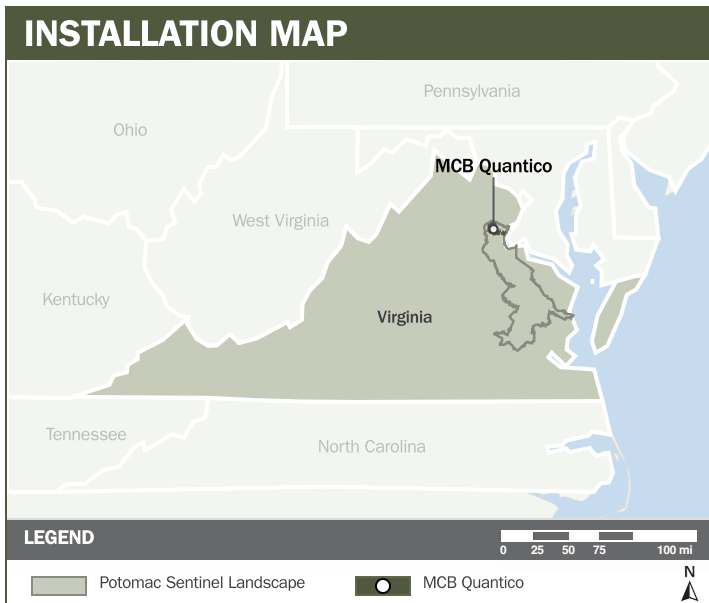 INSTALLATION MAP
Pennsylvania
Ohio
MCB Quantico
West Virginia
Kentucky
Virginia
Tennessee
North Carolina
LEGEND
0 25 50 75 100 mi
Potomac Sentinel Landscape
MCB Quantico
N